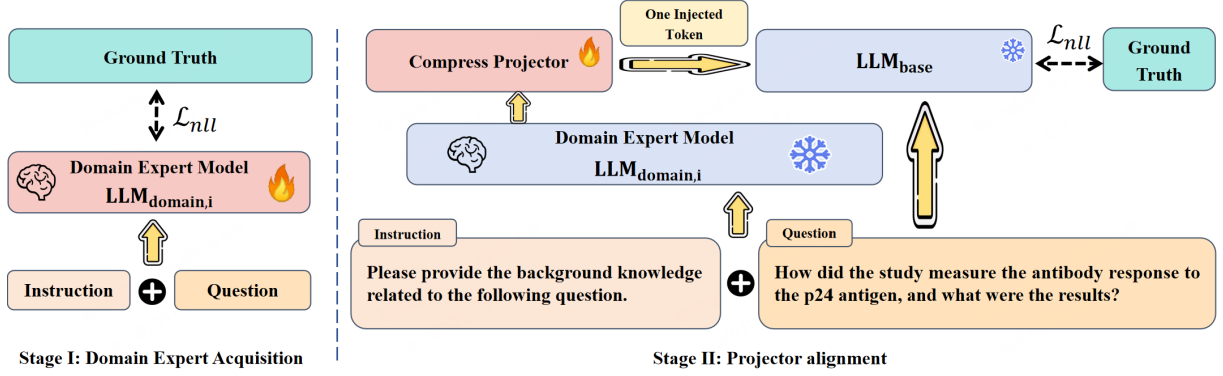 Ground Truth
ℒnll
Domain Expert Model
LLMdomain,i
Instruction
Question
Stage I: Domain Expert Acquisition
One Injected
Token
Compress Projector
LLMbase
ℒnll
Ground
Truth
Domain Expert Model
LLMdomain,i
Instruction
Please provide the background knowledge
related to the following question.
Question
How did the study measure the antibody response to
the p24 antigen, and what were the results?
Stage II: Projector alignment